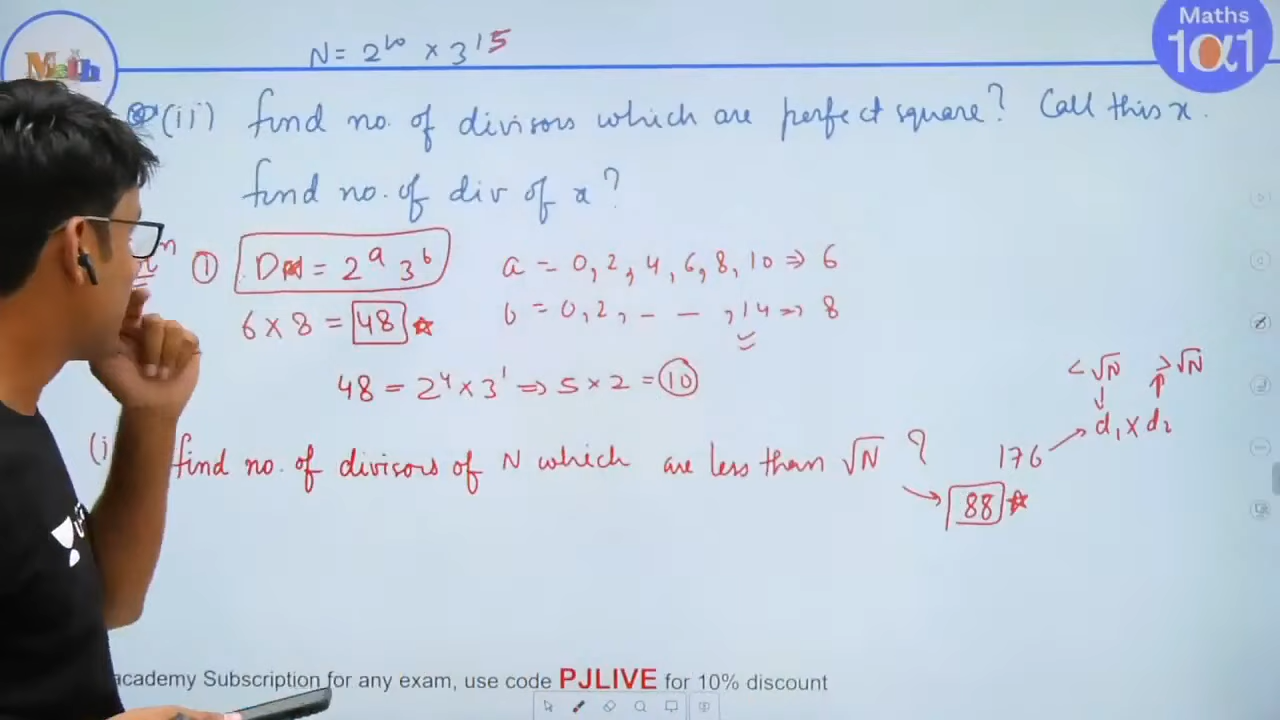 N = 2^10 × 3^15
Maths
1α1
Math
(ii) find no. of divisors which are perfect square? Call this x.
find no. of div of x?
① D = 2^a 3^b
a = 0, 2, 4, 6, 8, 10 ⇒ 6
6 × 8 = 48 ☆
b = 0, 2, - - , 14 ⇒ 8
48 = 2^4 × 3^1 ⇒ 5 × 2 = 10
< √N > √N
d1 × d2
(i find no. of divisors of N which are less than √N ?
176
88 ☆
academy Subscription for any exam, use code PJLIVE for 10% discount